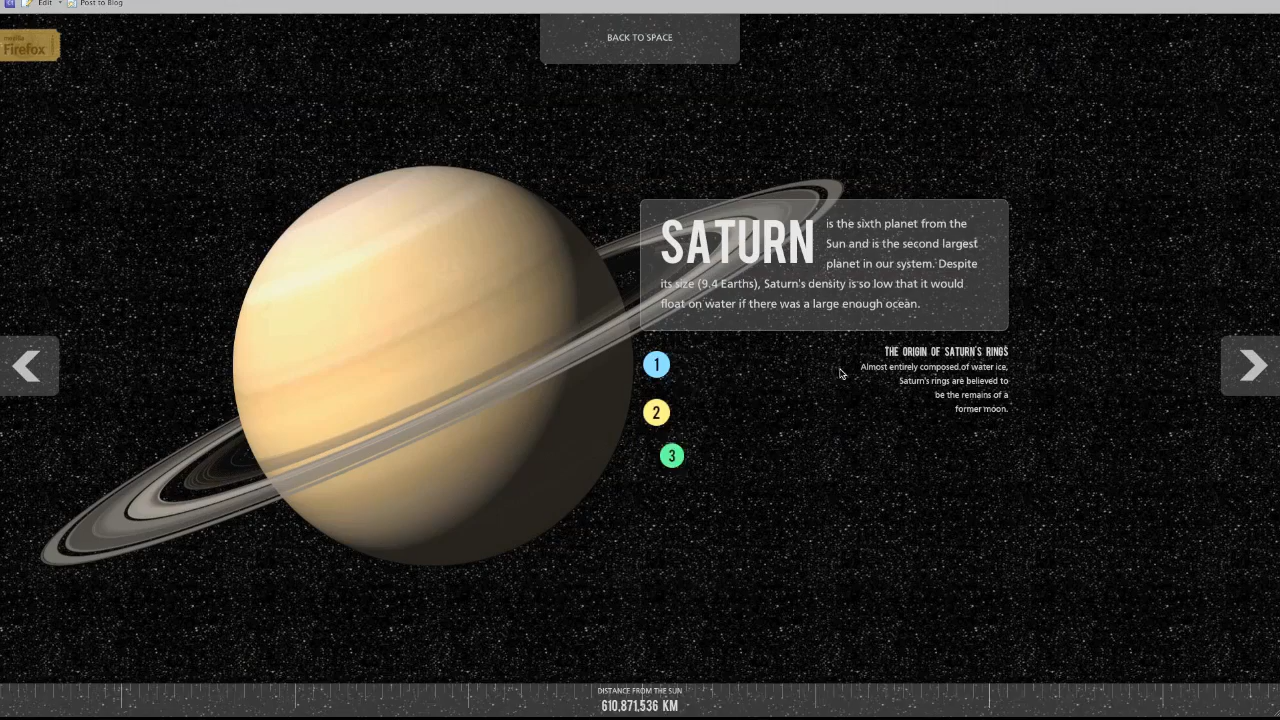 Edit
Post to Blog
mozilla
Firefox
BACK TO SPACE
SATURN
is the sixth planet from the
Sun and is the second largest
planet in our system. Despite
its size (9.4 Earths), Saturn's density is so low that it would
float on water if there was a large enough ocean.
THE ORIGIN OF SATURN'S RINGS
Almost entirely composed of water ice,
Saturn's rings are believed to
be the remains of a
former moon.
1
2
3
DISTANCE FROM THE SUN
610,871,536 KM